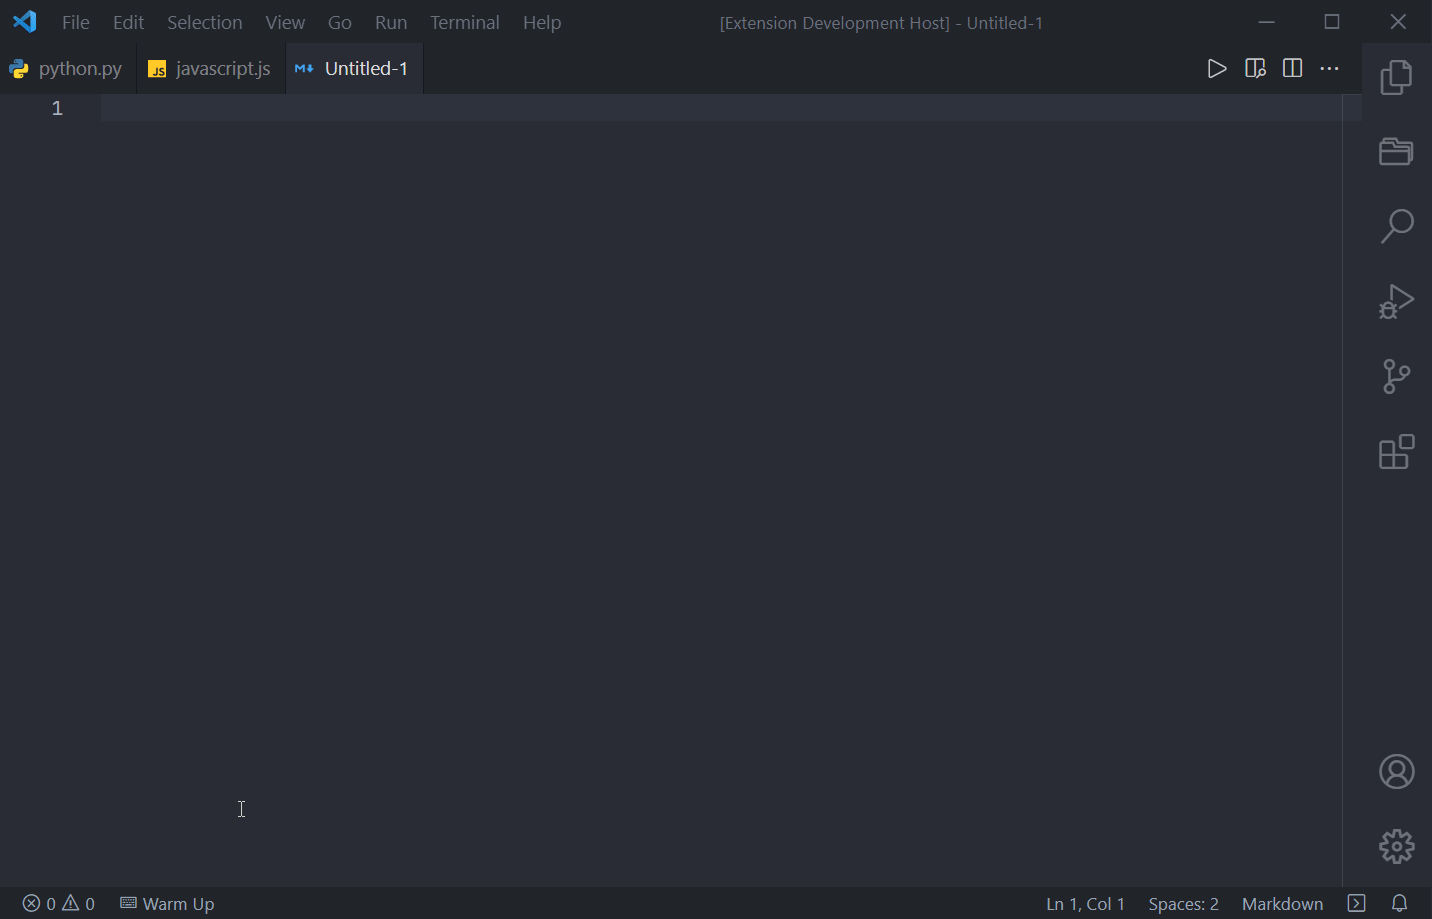 File Edit Selection View Go Run Terminal Help [Extension Development Host] - Untitled-1
python.py JS javascript.js M Untitled-1
1
0 0 Warm Up Ln 1, Col 1 Spaces: 2 Markdown